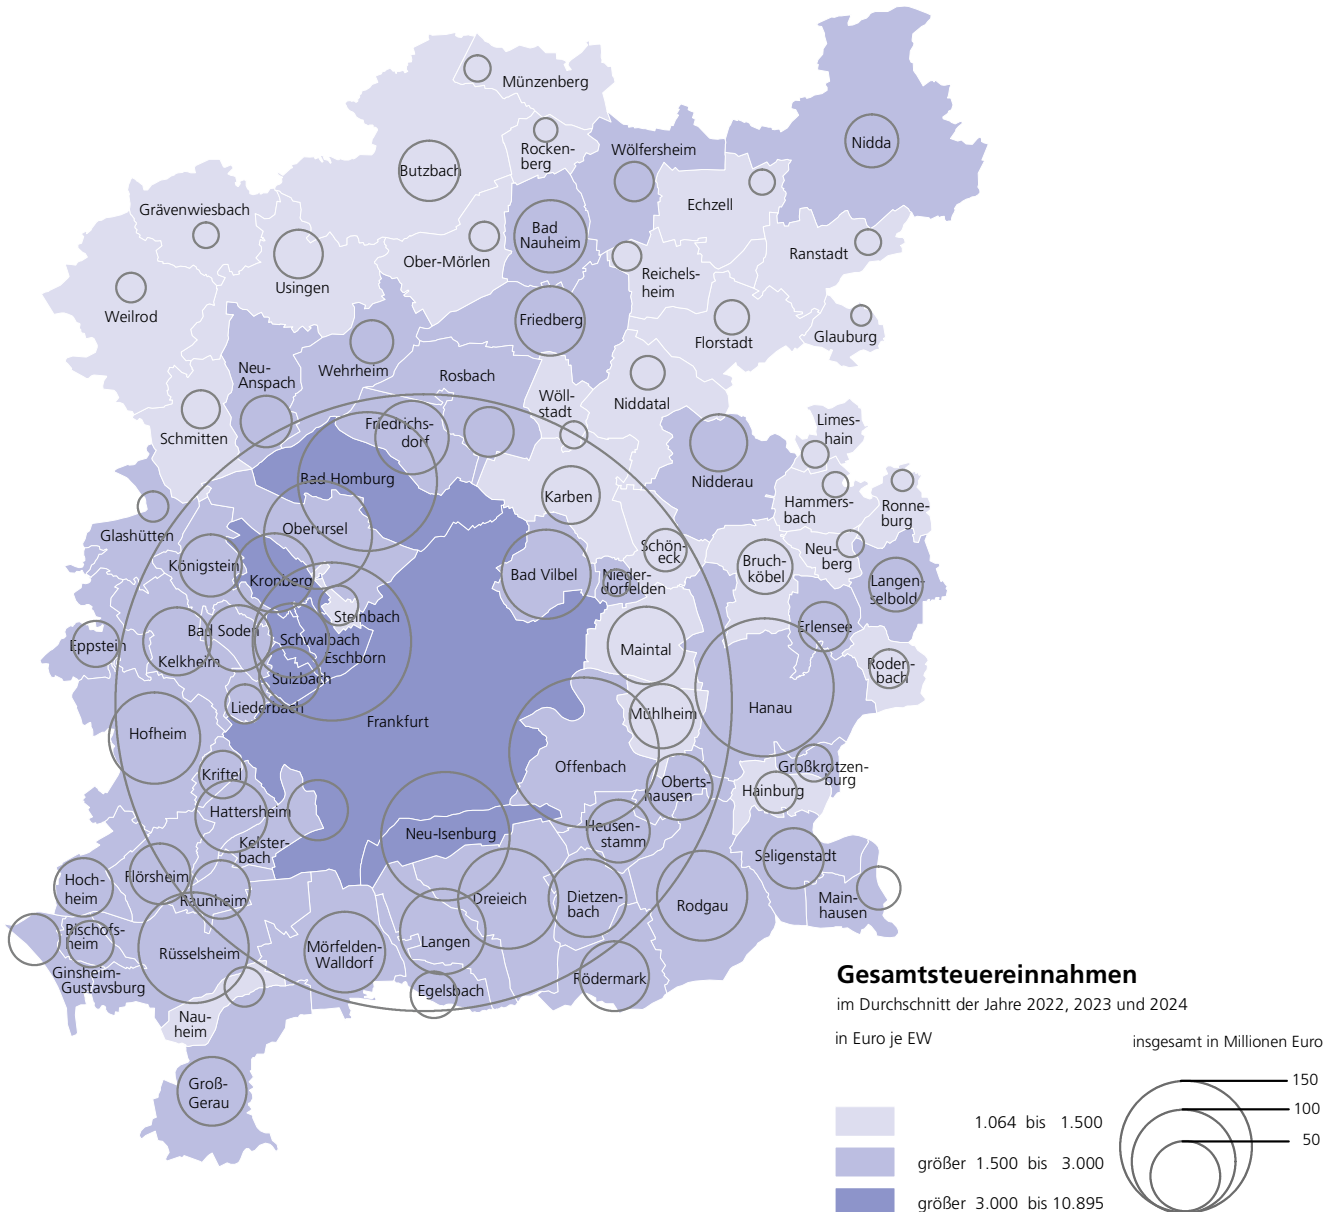 Münzenberg
Rocken-
berg
Butzbach
Wölfersheim
Nidda
Echzell
Grävenwiesbach
Bad
Nauheim
Ober-Mörlen
Ranstadt
Usingen
Reichels-
heim
Weilrod
Friedberg
Florstadt
Glauburg
Neu-
Anspach
Wehrheim
Rosbach
Wöll-
stadt
Niddatal
Schmitten
Friedrichs-
dorf
Limes-
hain
Bad Homburg
Nidderau
Karben
Hammers-
bach
Ronne-
burg
Glashütten
Oberursel
Königstein
Kronberg
Schön-
eck
Bad Vilbel
Nieder-
dorfelden
Bruch-
köbel
Neu-
berg
Langen-
selbold
Steinbach
Bad Soden
Schwalbach
Eschborn
Eppstein
Kelkheim
Sulzbach
Maintal
Erlensee
Roden-
bach
Liederbach
Frankfurt
Mühlheim
Hanau
Hofheim
Kriftel
Offenbach
Oberts-
hausen
Großkrotzen-
burg
Hainburg
Hattersheim
Kelster-
bach
Neu-Isenburg
Heusen-
stamm
Seligenstadt
Hoch-
heim
Flörsheim
Raunheim
Dreieich
Dietzen-
bach
Rodgau
Main-
hausen
Bischofs-
heim
Rüsselsheim
Mörfelden-
Walldorf
Langen
Ginsheim-
Gustavsburg
Egelsbach
Rödermark
Nau-
heim
Groß-
Gerau
Gesamtsteuereinnahmen
im Durchschnitt der Jahre 2022, 2023 und 2024
in Euro je EW
1.064 bis 1.500
größer 1.500 bis 3.000
größer 3.000 bis 10.895
insgesamt in Millionen Euro
150
100
50